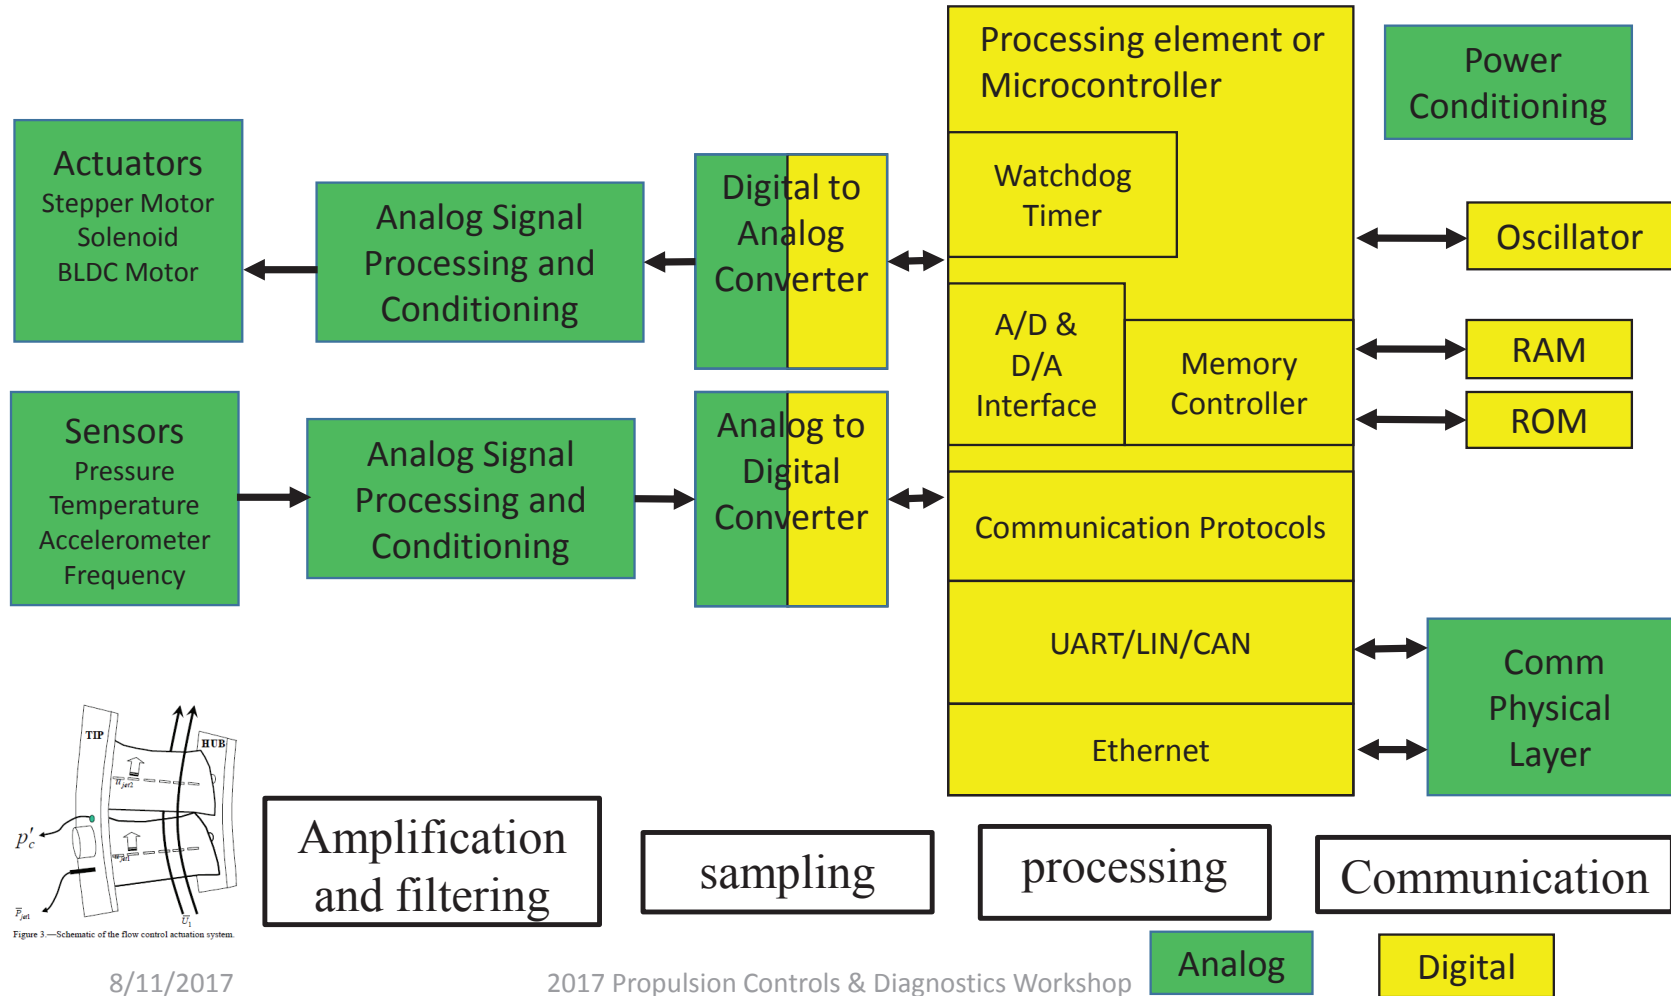 Processing element or
Microcontroller
Power
Conditioning
Actuators
Stepper Motor
Solenoid
BLDC Motor
Analog Signal
Processing and
Conditioning
Digital to
Analog
Converter
Watchdog
Timer
Oscillator
A/D &
D/A
Interface
Memory
Controller
RAM
ROM
Sensors
Pressure
Temperature
Accelerometer
Frequency
Analog Signal
Processing and
Conditioning
Analog to
Digital
Converter
Communication Protocols
UART/LIN/CAN
Ethernet
Comm
Physical
Layer
TIP
HUB
p'c
U1
Figure 3.—Schematic of the flow control actuation system.
Amplification
and filtering
sampling
processing
Communication
Analog
Digital
8/11/2017
2017 Propulsion Controls & Diagnostics Workshop